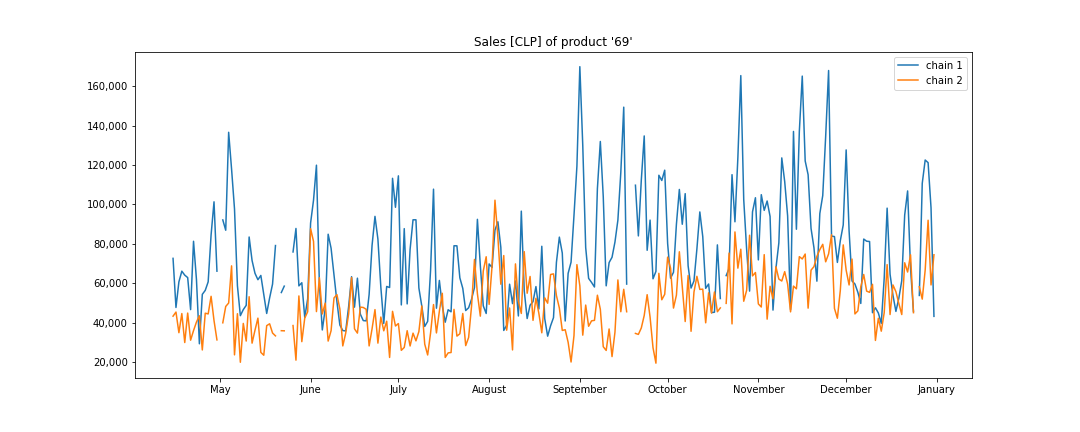 Sales [CLP] of product '69'
chain 1
chain 2
160,000
140,000
120,000
100,000
80,000
60,000
40,000
20,000
May June July August September October November December January